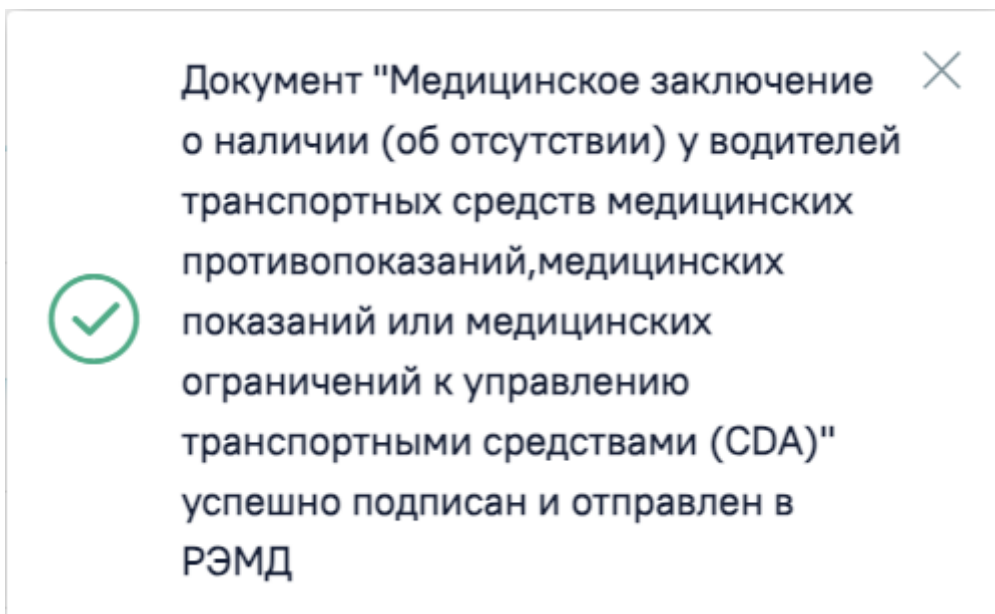 Документ "Медицинское заключение
о наличии (об отсутствии) у водителей
транспортных средств медицинских
противопоказаний,медицинских
показаний или медицинских
ограничений к управлению
транспортными средствами (CDA)"
успешно подписан и отправлен в
РЭМД